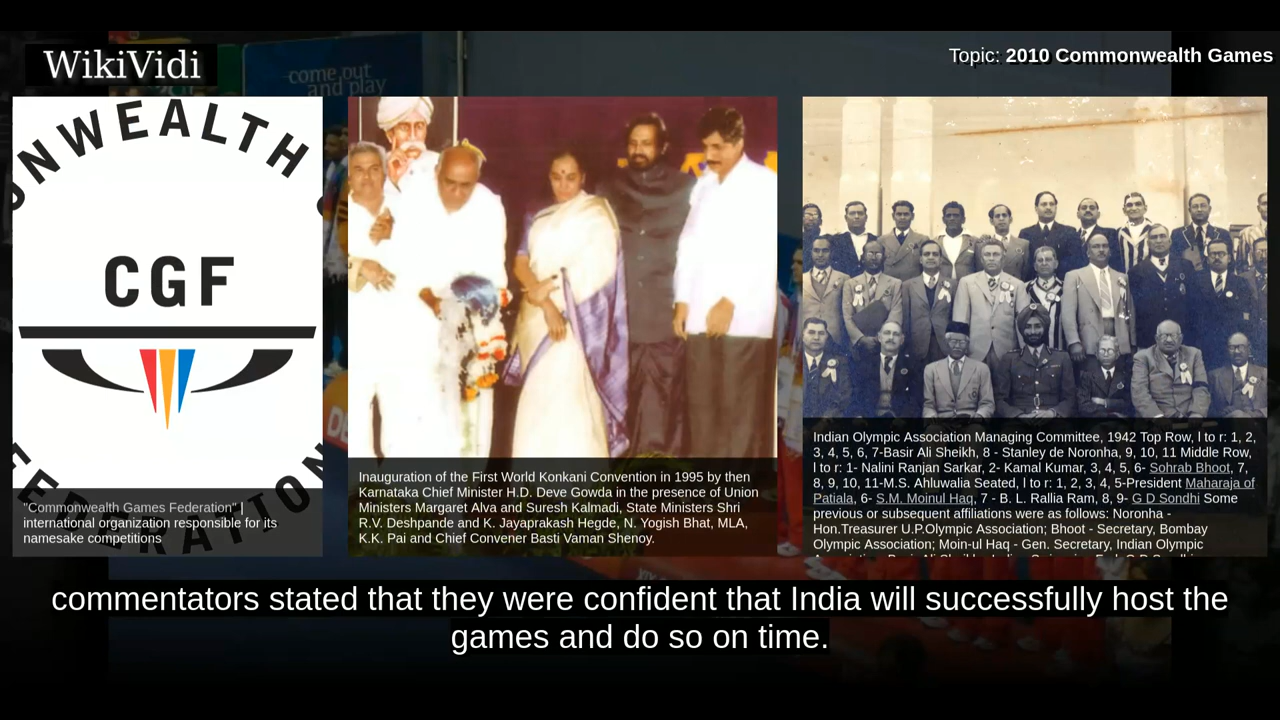 WikiVidi
Topic: 2010 Commonwealth Games
come out
and play
ONWEALTH
CGF
FEDERATION
"Commonwealth Games Federation" |
international organization responsible for its
namesake competitions
Inauguration of the First World Konkani Convention in 1995 by then
Karnataka Chief Minister H.D. Deve Gowda in the presence of Union
Ministers Margaret Alva and Suresh Kalmadi, State Ministers Shri
R.V. Deshpande and K. Jayaprakash Hegde, N. Yogish Bhat, MLA,
K.K. Pai and Chief Convener Basti Vaman Shenoy.
Indian Olympic Association Managing Committee, 1942 Top Row, l to r: 1, 2,
3, 4, 5, 6, 7-Basir Ali Sheikh, 8 - Stanley de Noronha, 9, 10, 11 Middle Row,
l to r: 1- Nalini Ranjan Sarkar, 2- Kamal Kumar, 3, 4, 5, 6- Sohrab Bhoot, 7,
8, 9, 10, 11-M.S. Ahluwalia Seated, l to r: 1, 2, 3, 4, 5-President Maharaja of
Patiala, 6- S.M. Moinul Haq, 7 - B. L. Rallia Ram, 8, 9- G D Sondhi Some
previous or subsequent affiliations were as follows: Noronha -
Hon.Treasurer U.P.Olympic Association; Bhoot - Secretary, Bombay
Olympic Association; Moin-ul Haq - Gen. Secretary, Indian Olympic
commentators stated that they were confident that India will successfully host the
games and do so on time.